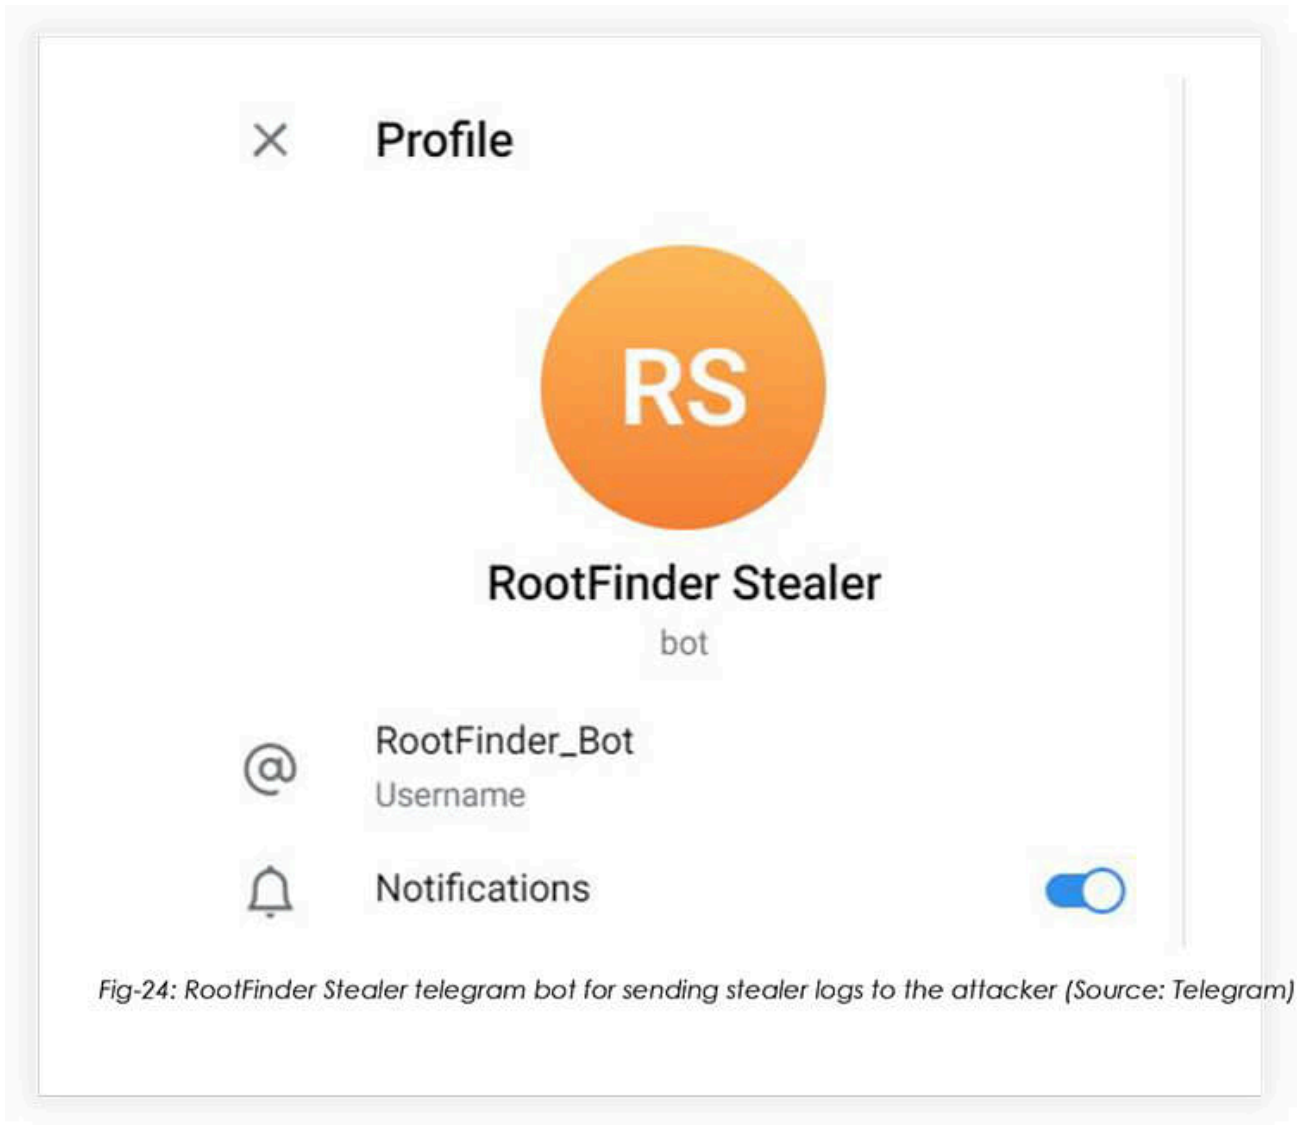 Profile
RS
RootFinder Stealer
bot
@
RootFinder_Bot
Username
Notifications
Fig-24: RootFinder Stealer telegram bot for sending stealer logs to the attacker (Source: Telegram)